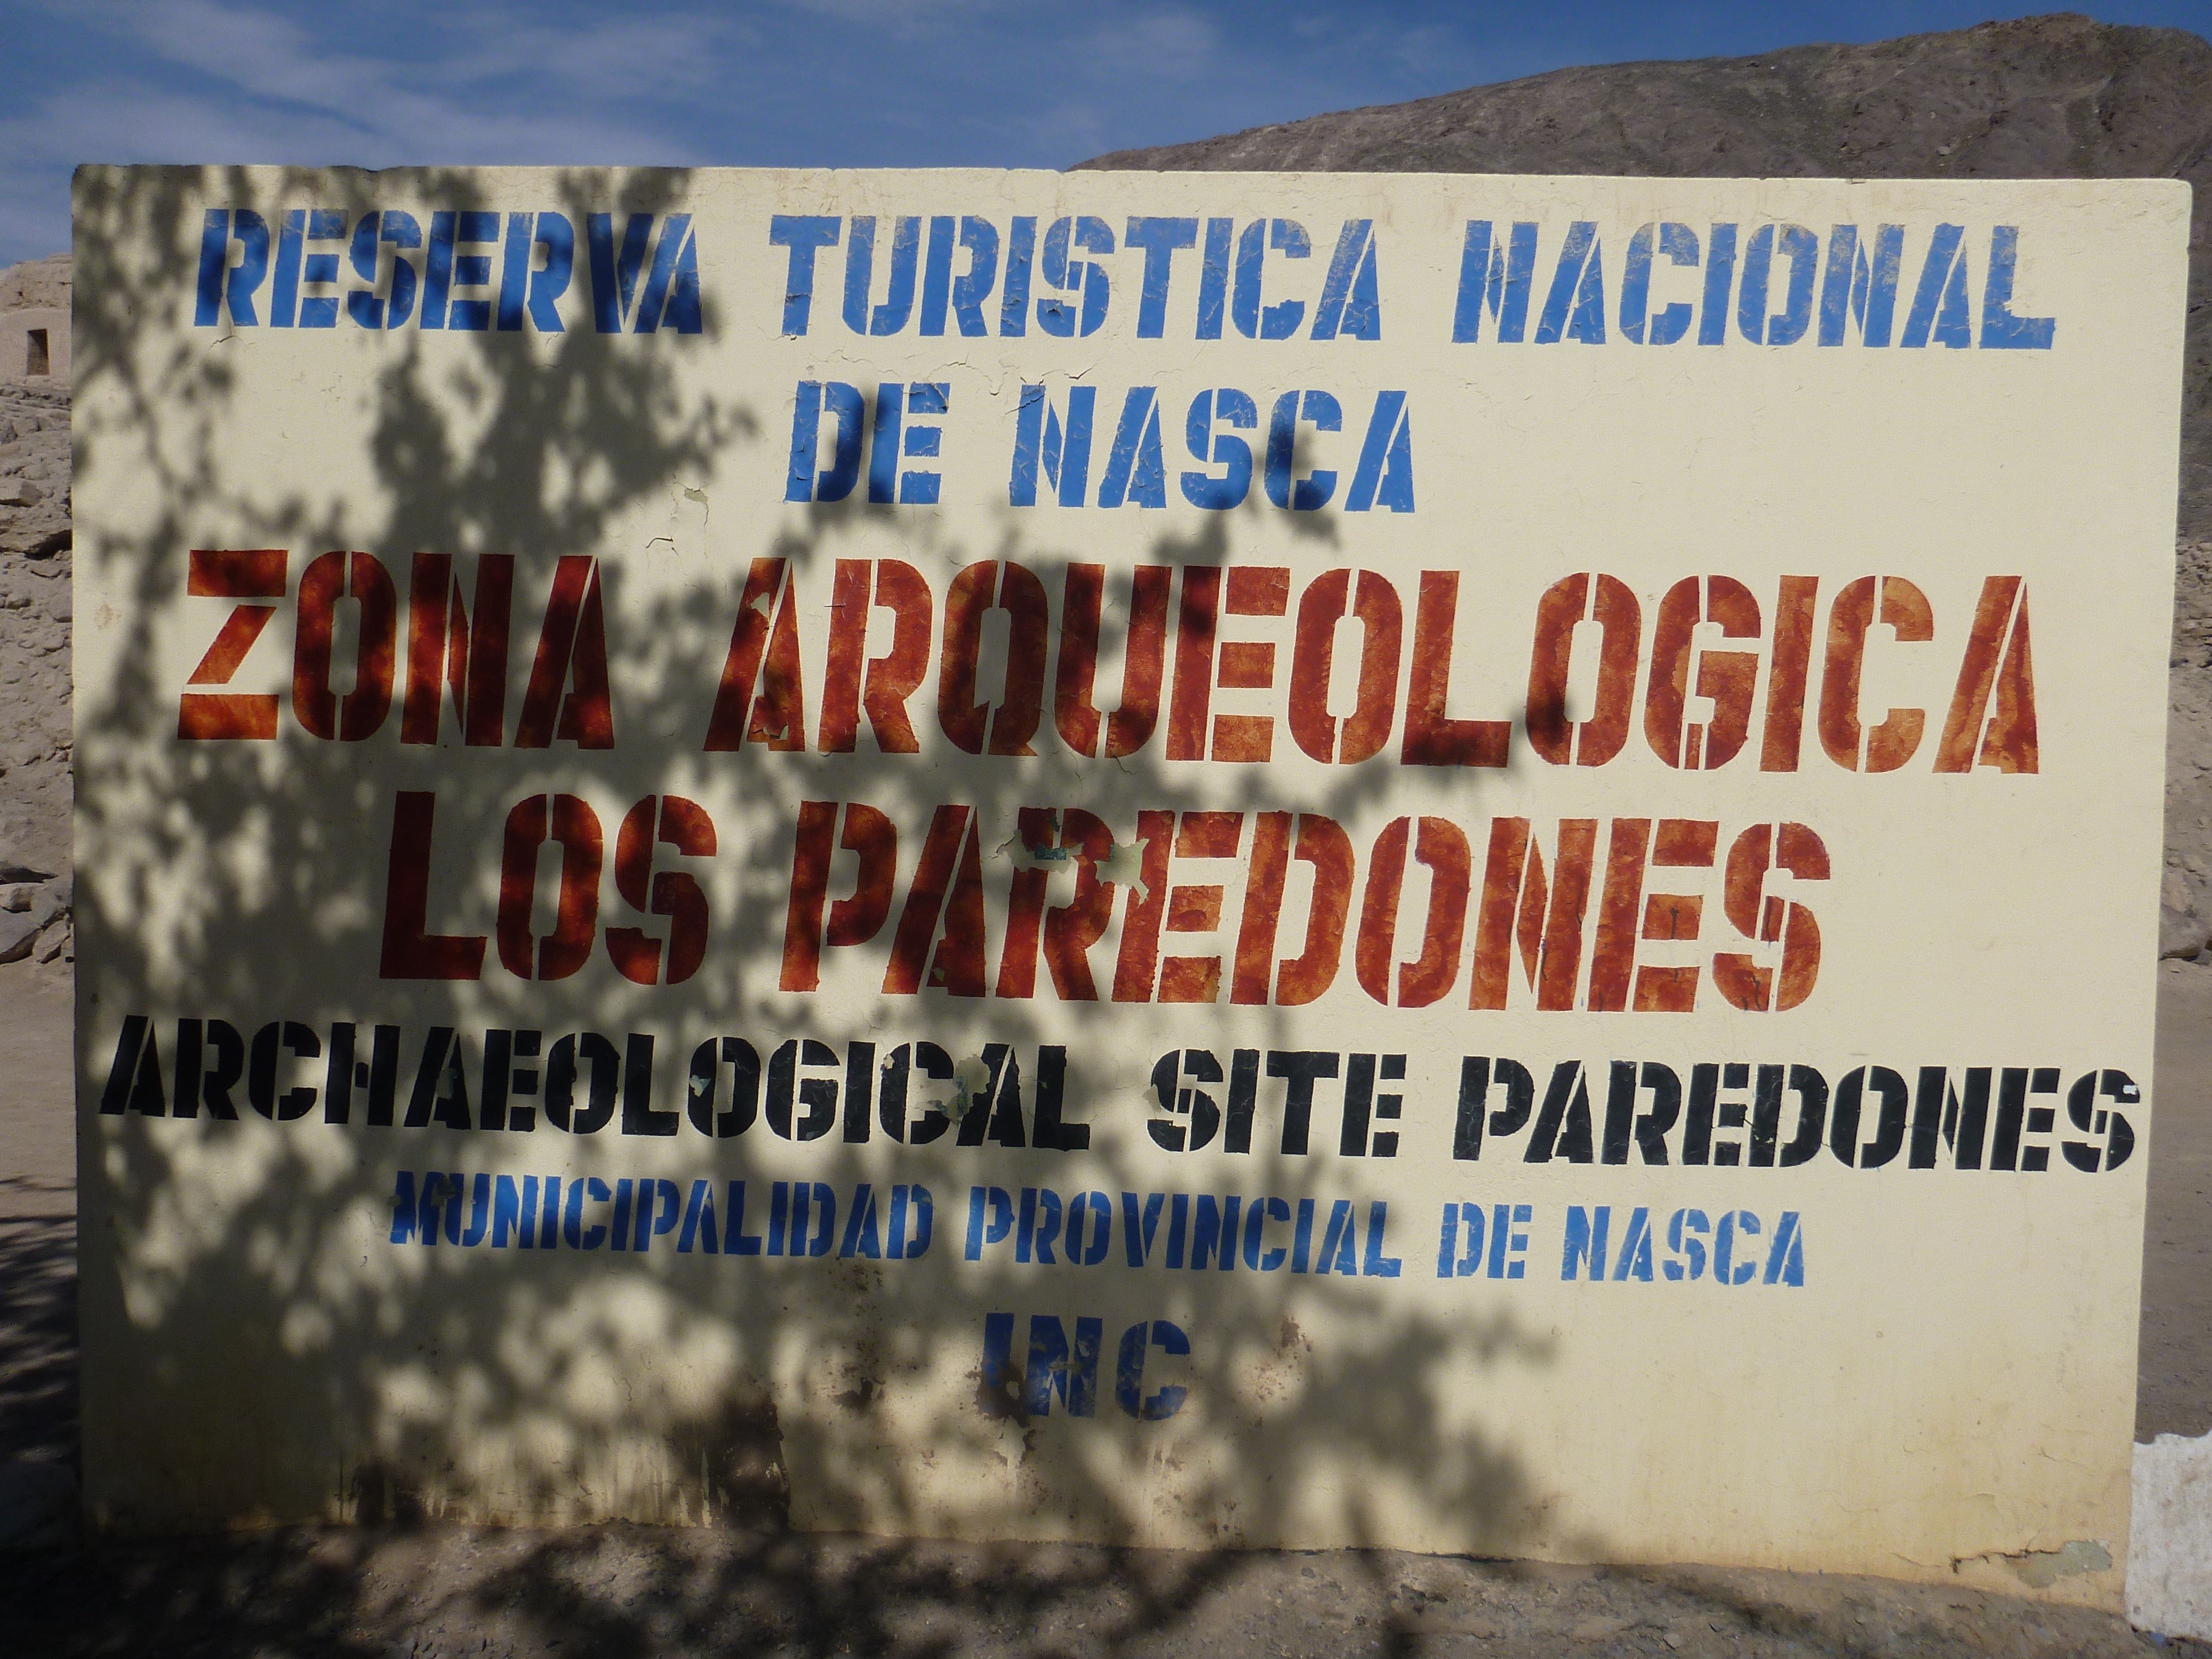 RESERVA TURISTICA NACIONAL
DE NASCA
ZONA ARQUEOLOGICA
LOS PAREDONES
ARCHAEOLOGICAL SITE PAREDONES
MUNICIPALIDAD PROVINCIAL DE NASCA
INC